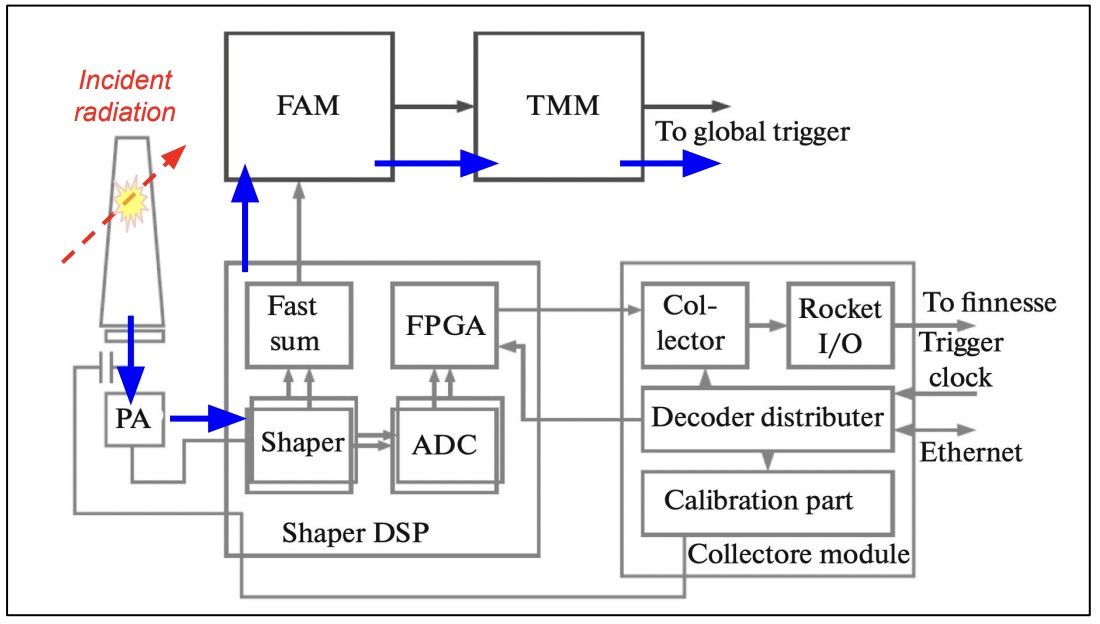 Incident
radiation
FAM
TMM
To global trigger
Fast
sum
FPGA
Col-
lector
Rocket
I/O
To finnesse
Trigger
clock
PA
Shaper
ADC
Decoder distributer
Ethernet
Calibration part
Shaper DSP
Collectore module